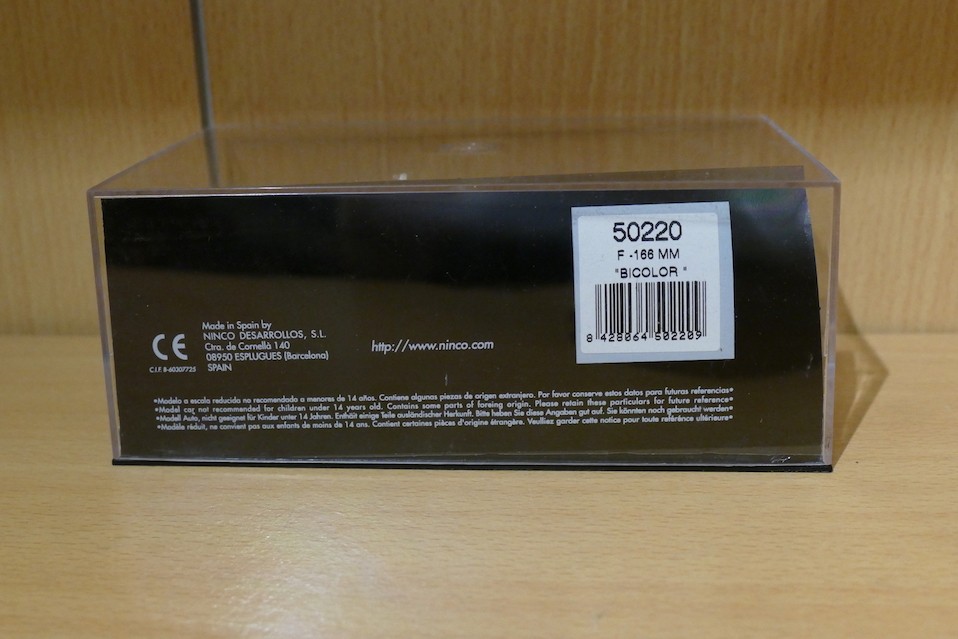 50220
F -166 MM
"BICOLOR "
8 428064 502209
CE
C.I.F. B-60307725
Made in Spain by
NINCO DESARROLLOS, S.L.
Ctra. de Cornellà 140
08950 ESPLUGUES (Barcelona)
SPAIN
http://www.ninco.com
•Modelo a escala reducida no recomendado a menores de 14 años. Contiene algunas piezas de origen extranjero. Por favor conserve estos datos para futuras referencias•
•Model car not recommended for children under 14 years old. Contains some parts of foreing origin. Please retain these particulars for future reference•
•Modell Auto, nicht geeignet für Kinder unter 14 Jahren. Enthält einige Teile ausländischer Herkunft. Bitte heben Sie diese Angaben gut auf. Sie könnten noch gebraucht werden•
•Modèle réduit, ne convient pas aux enfants de moins de 14 ans. Contient certaines pièces d'origine étrangère. Veuillez garder cette notice pour toute référence ultérieure•